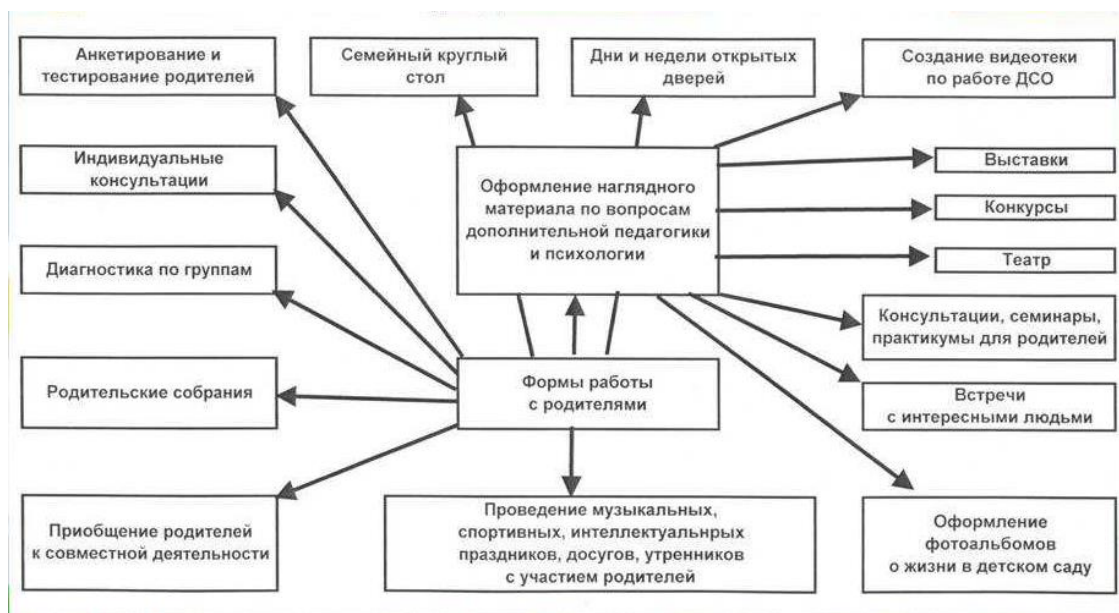 Анкетирование и
тестирование родителей
Семейный круглый
стол
Дни и недели открытых
дверей
Создание видеотеки
по работе ДСО
Индивидуальные
консультации
Оформление наглядного
материала по вопросам
дополнительной педагогики
и психологии
Выставки
Конкурсы
Театр
Диагностика по группам
Консультации, семинары,
практикумы для родителей
Родительские собрания
Формы работы
с родителями
Встречи
с интересными людьми
Приобщение родителей
к совместной деятельности
Проведение музыкальных,
спортивных, интеллектуальнрых
праздников, досугов, утренников
с участием родителей
Оформление
фотоальбомов
о жизни в детском саду